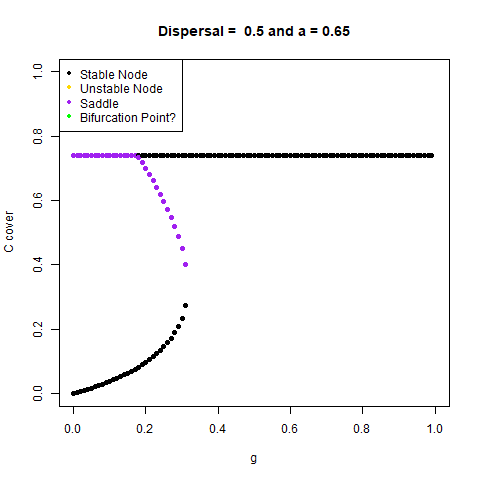 Dispersal =  0.5 and a = 0.65
Stable Node
Unstable Node
Saddle
Bifurcation Point?
C cover
1.0
0.8
0.6
0.4
0.2
0.0
0.0 0.2 0.4 0.6 0.8 1.0
g